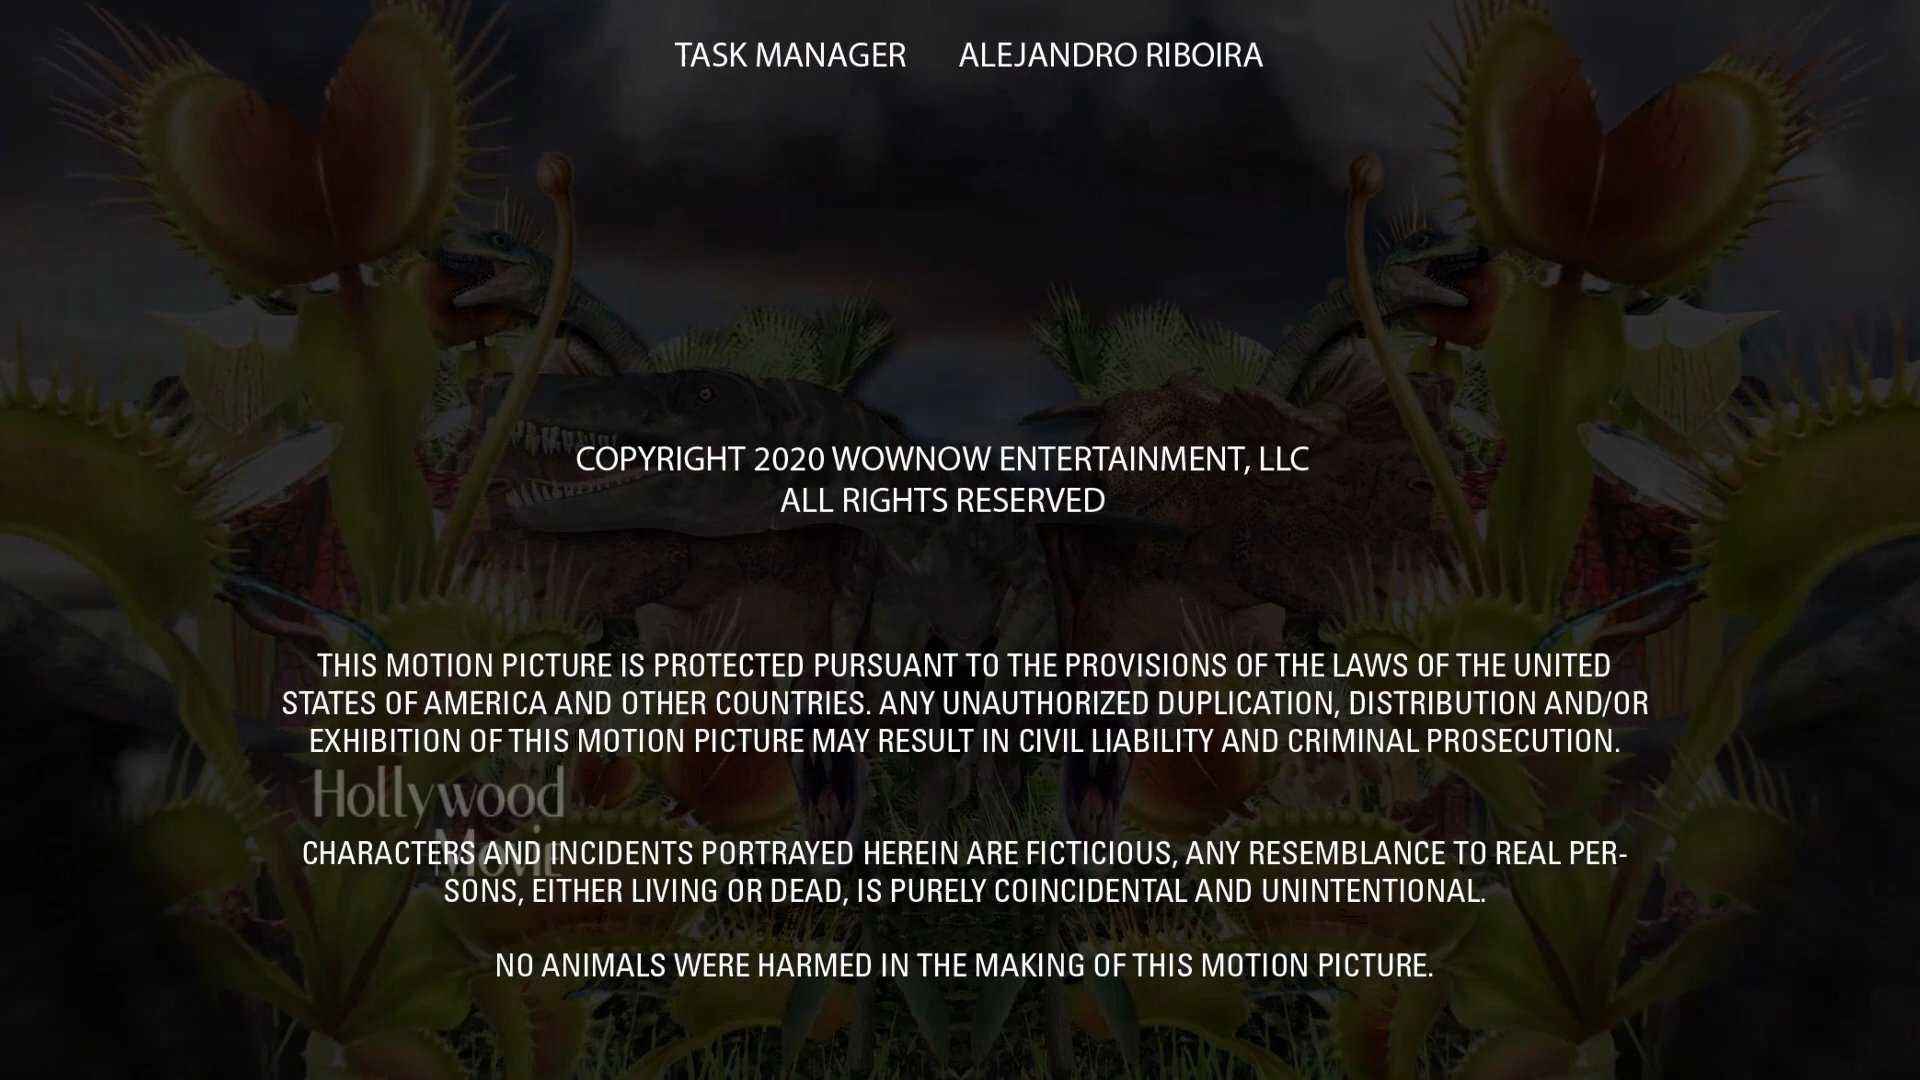 TASK MANAGER ALEJANDRO RIBOIRA
COPYRIGHT 2020 WOWNOW ENTERTAINMENT, LLC
ALL RIGHTS RESERVED
THIS MOTION PICTURE IS PROTECTED PURSUANT TO THE PROVISIONS OF THE LAWS OF THE UNITED
STATES OF AMERICA AND OTHER COUNTRIES. ANY UNAUTHORIZED DUPLICATION, DISTRIBUTION AND/OR
EXHIBITION OF THIS MOTION PICTURE MAY RESULT IN CIVIL LIABILITY AND CRIMINAL PROSECUTION.
Hollywood
Movie
CHARACTERS AND INCIDENTS PORTRAYED HEREIN ARE FICTICIOUS, ANY RESEMBLANCE TO REAL PER-
SONS, EITHER LIVING OR DEAD, IS PURELY COINCIDENTAL AND UNINTENTIONAL.
NO ANIMALS WERE HARMED IN THE MAKING OF THIS MOTION PICTURE.